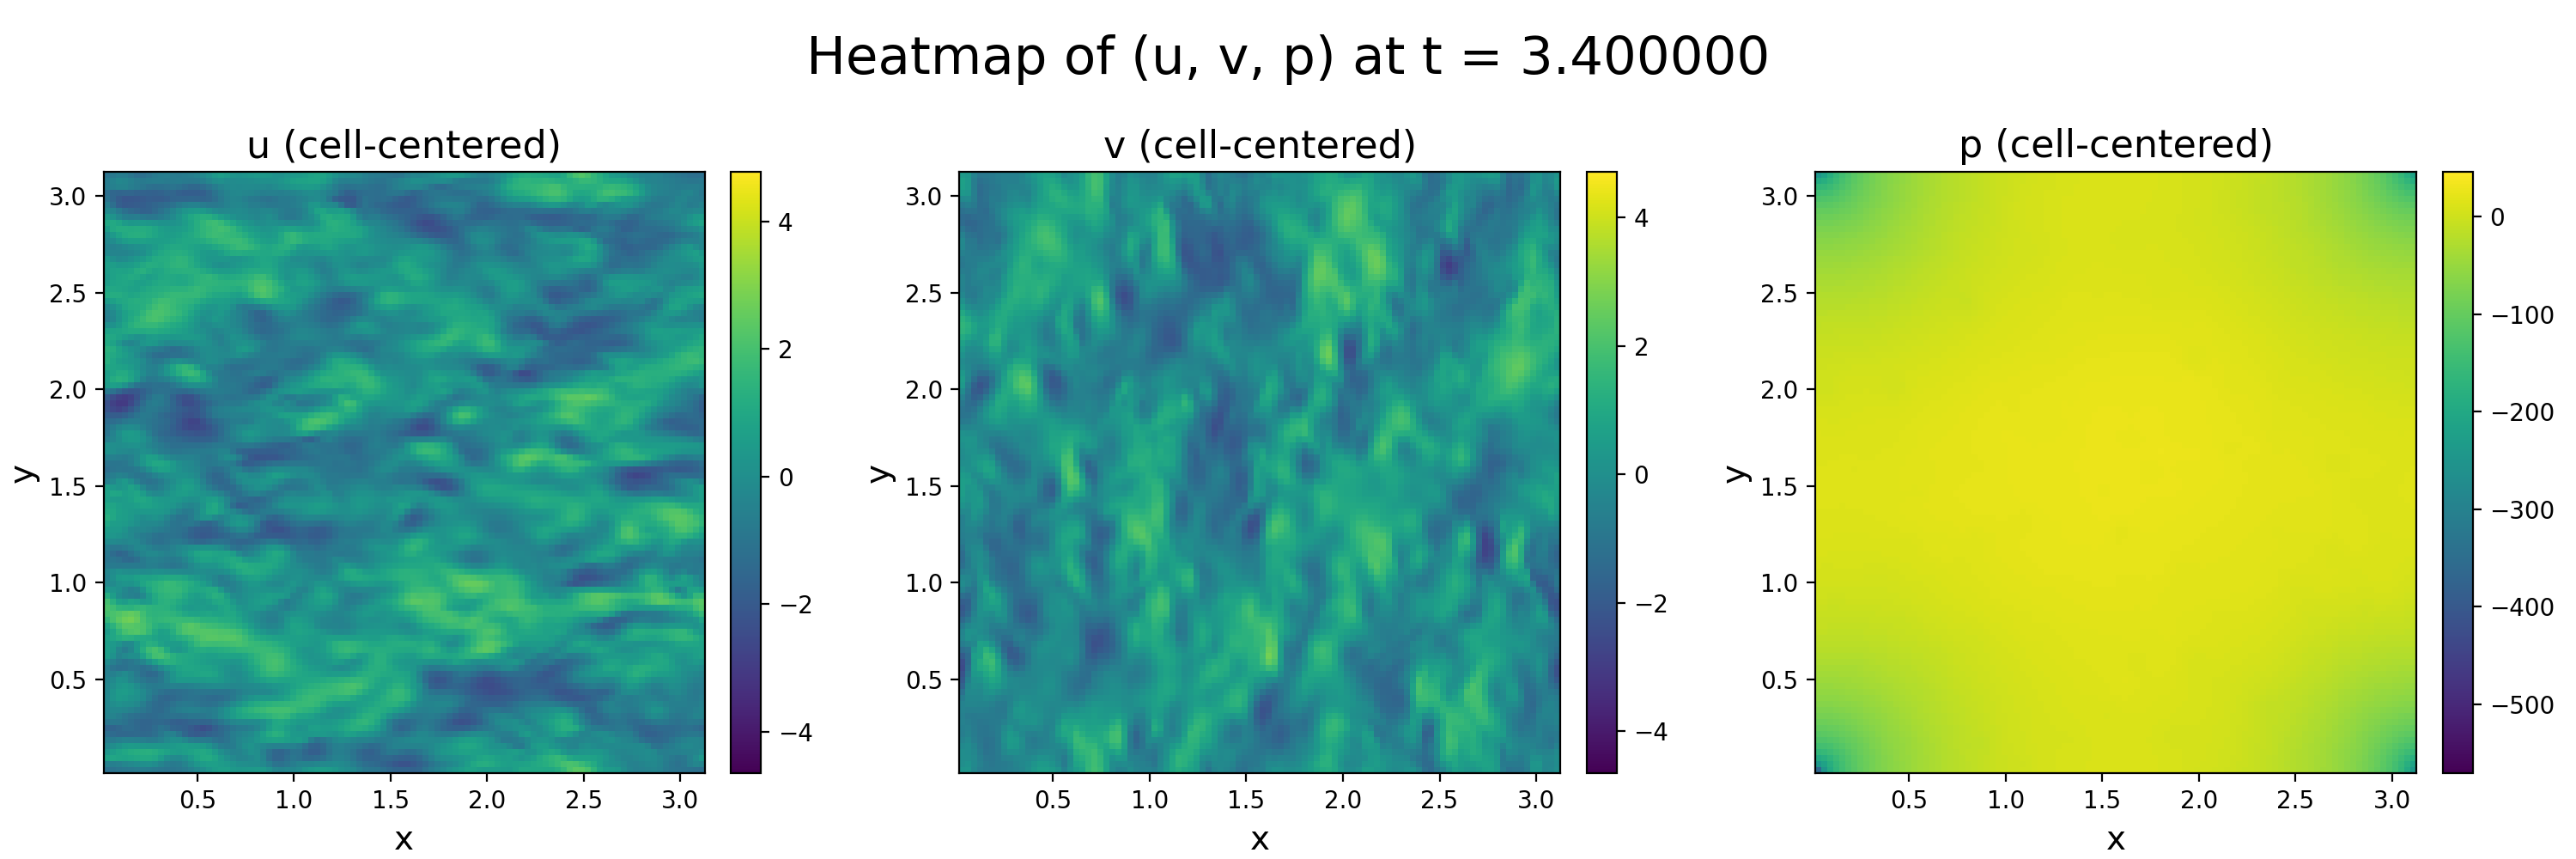 Heatmap of (u, v, p) at t = 3.400000
u (cell-centered)
v (cell-centered)
p (cell-centered)
3.0
2.5
2.0
1.5
1.0
0.5
y
0.5 1.0 1.5 2.0 2.5 3.0
x
4
2
0
−2
−4
3.0
2.5
2.0
1.5
1.0
0.5
y
0.5 1.0 1.5 2.0 2.5 3.0
x
4
2
0
−2
−4
3.0
2.5
2.0
1.5
1.0
0.5
y
0.5 1.0 1.5 2.0 2.5 3.0
x
0
−100
−200
−300
−400
−500